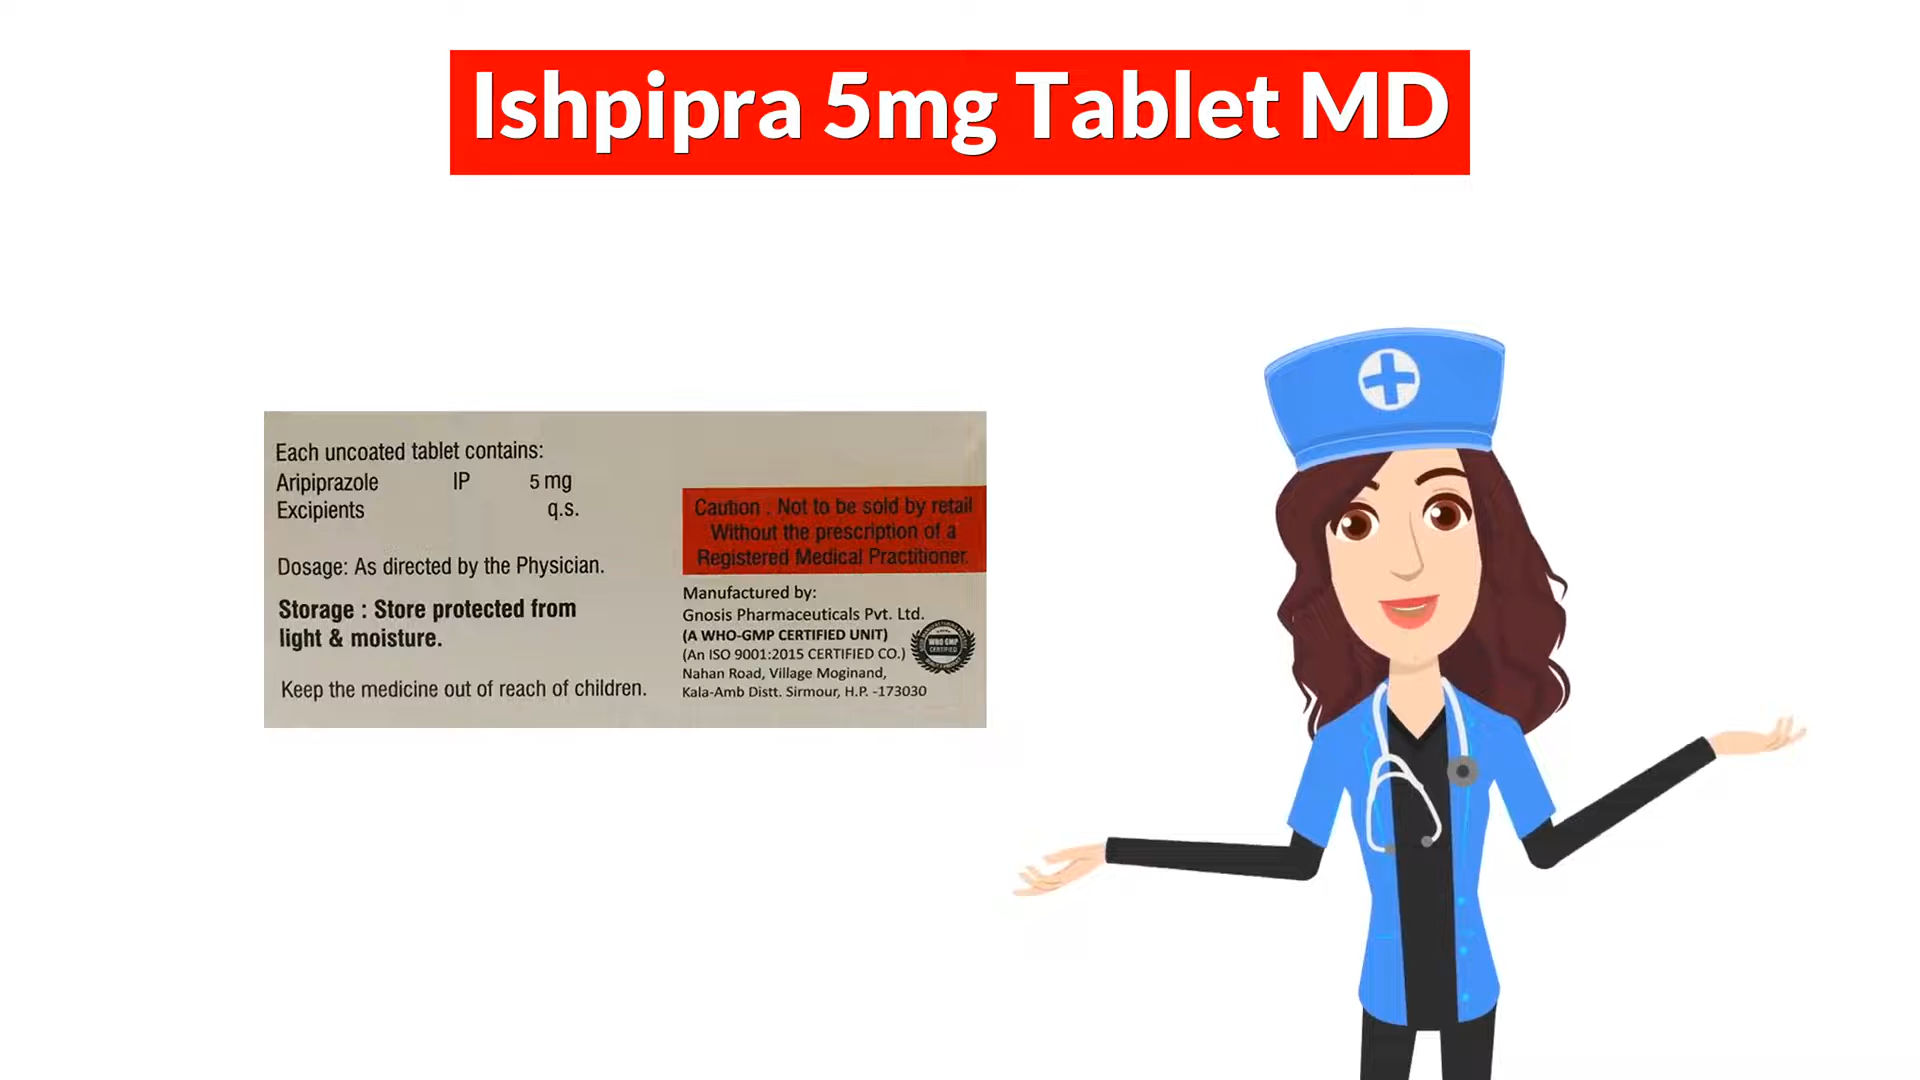 Ishpipra 5mg Tablet MD
Each uncoated tablet contains:
Aripiprazole IP 5 mg
Excipients q.s.
Dosage: As directed by the Physician.
Storage : Store protected from
light & moisture.
Keep the medicine out of reach of children.
Caution . Not to be sold by retail
Without the prescription of a
Registered Medical Practitioner.
Manufactured by:
Gnosis Pharmaceuticals Pvt. Ltd.
(A WHO-GMP CERTIFIED UNIT)
(An ISO 9001:2015 CERTIFIED CO.)
Nahan Road, Village Moginand,
Kala-Amb Distt. Sirmour, H.P. -173030
WHO GMP
CERTIFIED